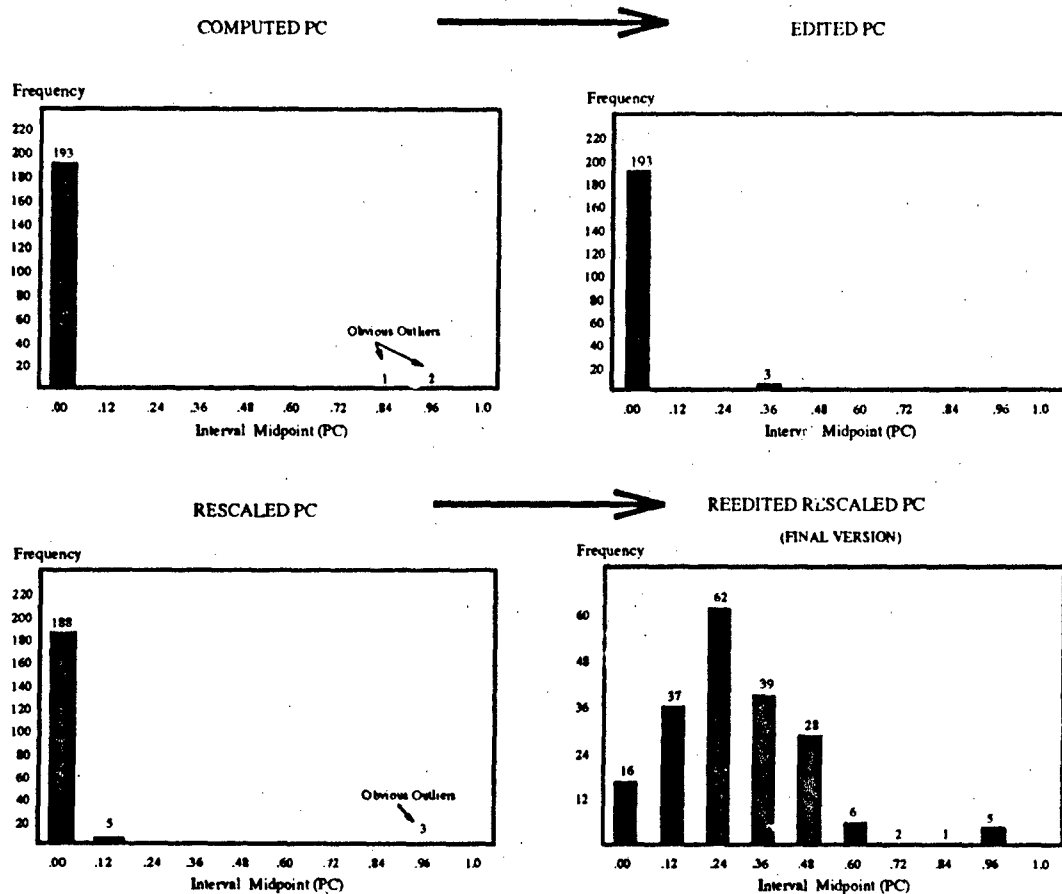 COMPUTED PC
EDITED PC
Frequency
220
200
180
160
140
120
100
80
60
40
20
193
Obvious Outliers
1
2
.00 .12 .24 .36 .48 .60 .72 .84 .96 1.0
Interval Midpoint (PC)
Frequency
220
200
180
160
140
120
100
80
60
40
20
193
3
.00 .12 .24 .36 .48 60 .72 .84 .96 1.0
Midpoint (PC)
RESCALED PC
REEDITED RESCALED PC
(FINAL VERSION)
Frequency
220
200
180
160
140
120
100
80
60
40
20
188
5
Obvious Outliers
3
.00 .12 .24 .36 .48 .60 .72 .84 .96 1.0
Interval Midpoint (PC)
Frequency
60
48
36
24
12
16
37
62
39
28
6
2
1
5
.00 .12 .24 .36 .48 .60 .72 .84 .96 1.0
Interval Midpoint (PC)